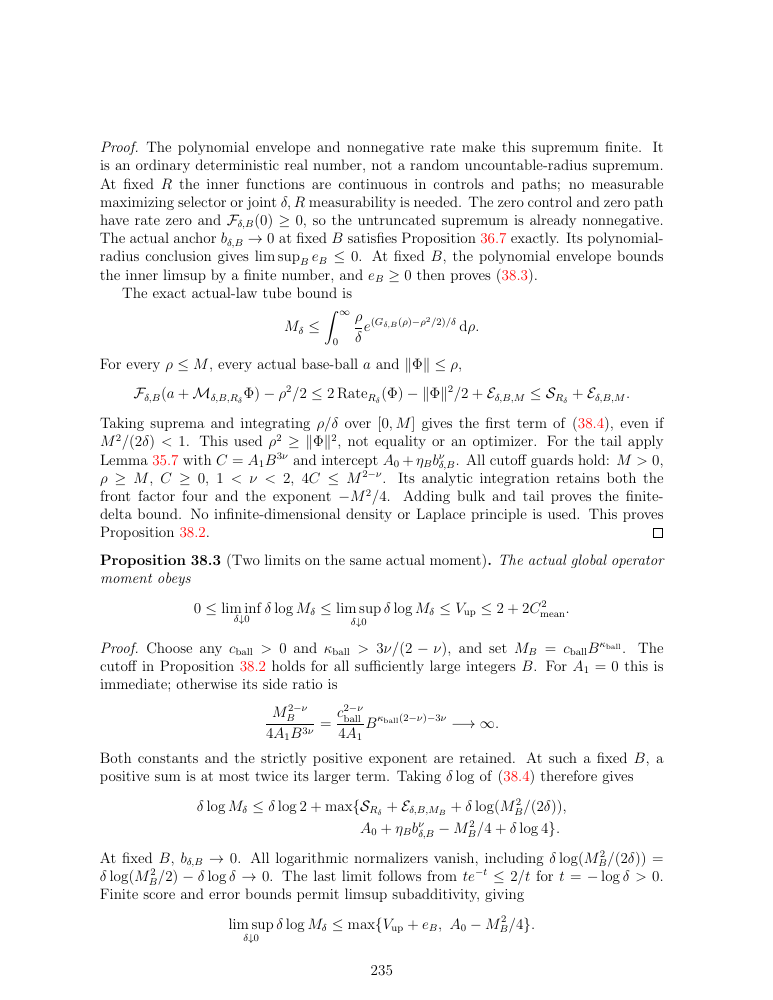 Proof. The polynomial envelope and nonnegative rate make this supremum finite. It
is an ordinary deterministic real number, not a random uncountable-radius supremum.
At fixed R the inner functions are continuous in controls and paths; no measurable
maximizing selector or joint δ, R measurability is needed. The zero control and zero path
have rate zero and ℱ_{δ,B}(0) ≥ 0, so the untruncated supremum is already nonnegative.
The actual anchor b_{δ,B} → 0 at fixed B satisfies Proposition 36.7 exactly. Its polynomial-
radius conclusion gives lim sup_B e_B ≤ 0. At fixed B, the polynomial envelope bounds
the inner limsup by a finite number, and e_B ≥ 0 then proves (38.3).
The exact actual-law tube bound is
M_δ ≤ ∫_0^∞ ρ/δ e^{(G_{δ,B}(ρ)−ρ²/2)/δ} dρ.
For every ρ ≤ M, every actual base-ball a and ‖Φ‖ ≤ ρ,
ℱ_{δ,B}(a + ℳ_{δ,B,R_δ}Φ) − ρ²/2 ≤ 2 Rate_{R_δ}(Φ) − ‖Φ‖²/2 + ℰ_{δ,B,M} ≤ 𝒮_{R_δ} + ℰ_{δ,B,M}.
Taking suprema and integrating ρ/δ over [0, M] gives the first term of (38.4), even if
M²/(2δ) < 1. This used ρ² ≥ ‖Φ‖², not equality or an optimizer. For the tail apply
Lemma 35.7 with C = A_1B^{3ν} and intercept A_0 + η_B b^ν_{δ,B}. All cutoff guards hold: M > 0,
ρ ≥ M, C ≥ 0, 1 < ν < 2, 4C ≤ M^{2−ν}. Its analytic integration retains both the
front factor four and the exponent −M²/4. Adding bulk and tail proves the finite-
delta bound. No infinite-dimensional density or Laplace principle is used. This proves
Proposition 38.2. □
Proposition 38.3 (Two limits on the same actual moment). The actual global operator
moment obeys
0 ≤ lim inf_{δ↓0} δ log M_δ ≤ lim sup_{δ↓0} δ log M_δ ≤ V_up ≤ 2 + 2C²_mean.
Proof. Choose any c_ball > 0 and κ_ball > 3ν/(2 − ν), and set M_B = c_ball B^{κ_ball}. The
cutoff in Proposition 38.2 holds for all sufficiently large integers B. For A_1 = 0 this is
immediate; otherwise its side ratio is
M_B^{2−ν}/(4A_1B^{3ν}) = c_ball^{2−ν}/(4A_1) B^{κ_ball(2−ν)−3ν} ⟶ ∞.
Both constants and the strictly positive exponent are retained. At such a fixed B, a
positive sum is at most twice its larger term. Taking δ log of (38.4) therefore gives
δ log M_δ ≤ δ log 2 + max{𝒮_{R_δ} + ℰ_{δ,B,M_B} + δ log(M_B²/(2δ)),
A_0 + η_B b^ν_{δ,B} − M_B²/4 + δ log 4}.
At fixed B, b_{δ,B} → 0. All logarithmic normalizers vanish, including δ log(M_B²/(2δ)) =
δ log(M_B²/2) − δ log δ → 0. The last limit follows from te^{−t} ≤ 2/t for t = − log δ > 0.
Finite score and error bounds permit limsup subadditivity, giving
lim sup_{δ↓0} δ log M_δ ≤ max{V_up + e_B, A_0 − M_B²/4}.
235